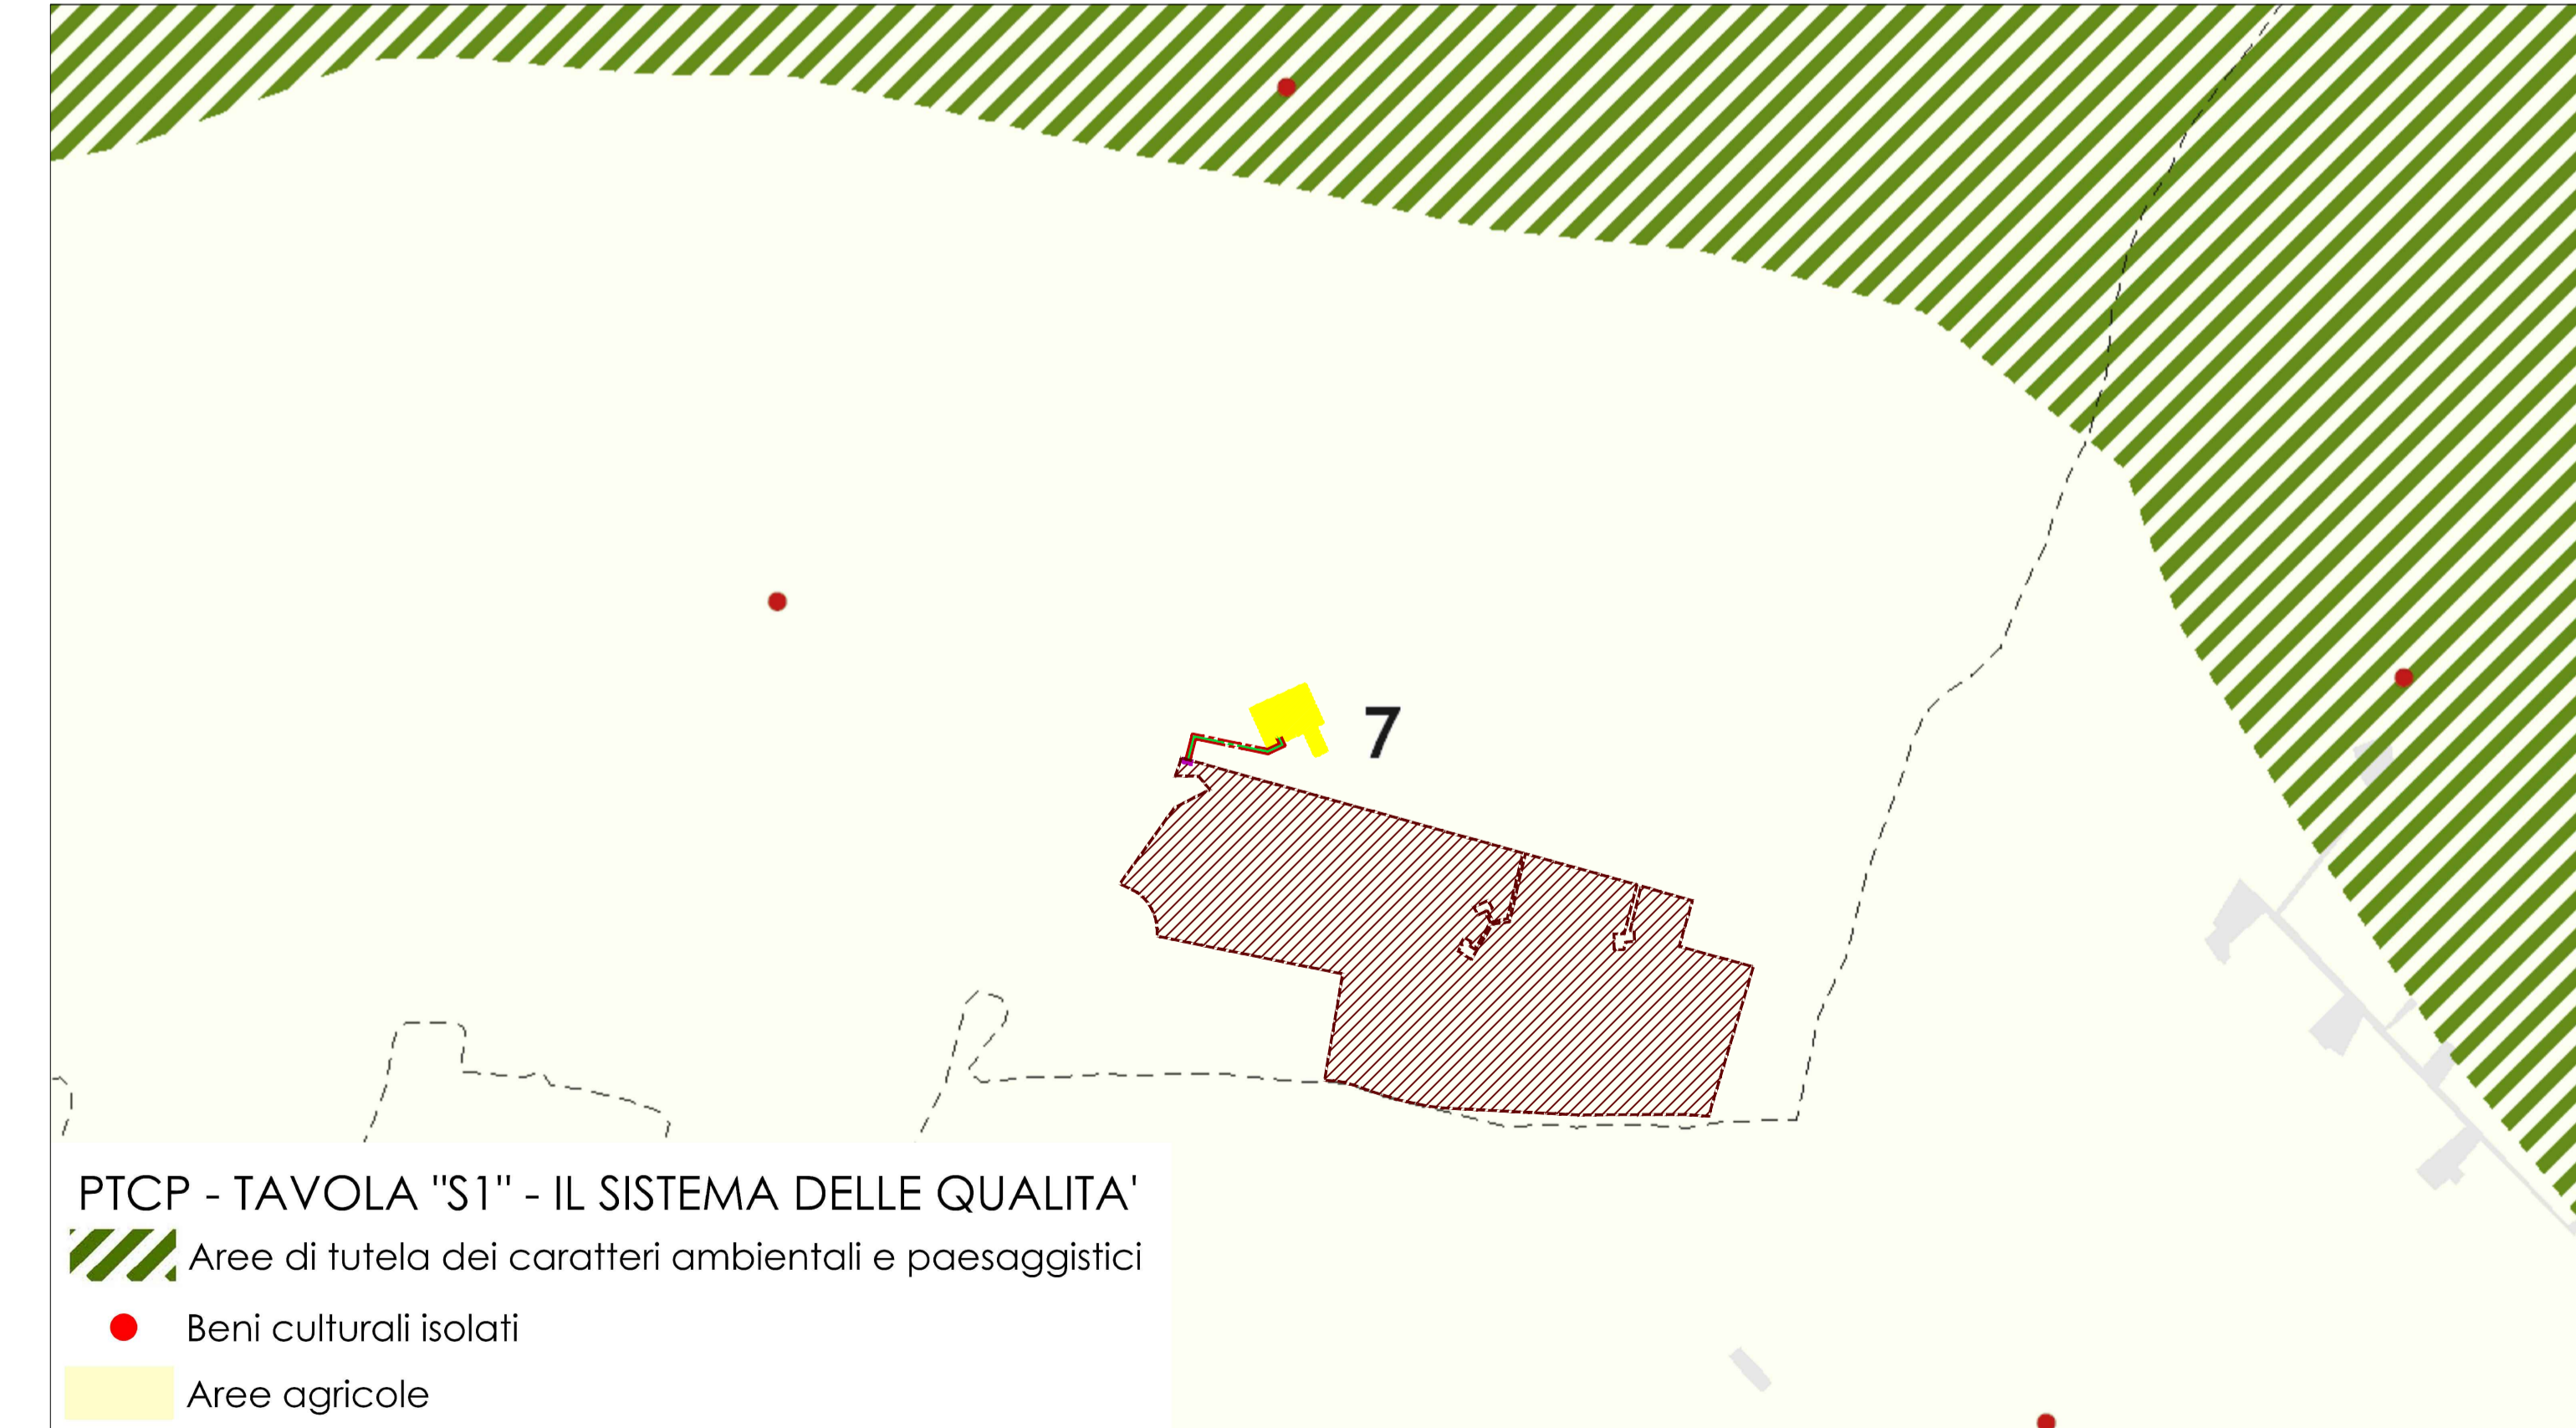 7
PTCP - TAVOLA "S1" - IL SISTEMA DELLE QUALITA'
Aree di tutela dei caratteri ambientali e paesaggistici
Beni culturali isolati
Aree agricole